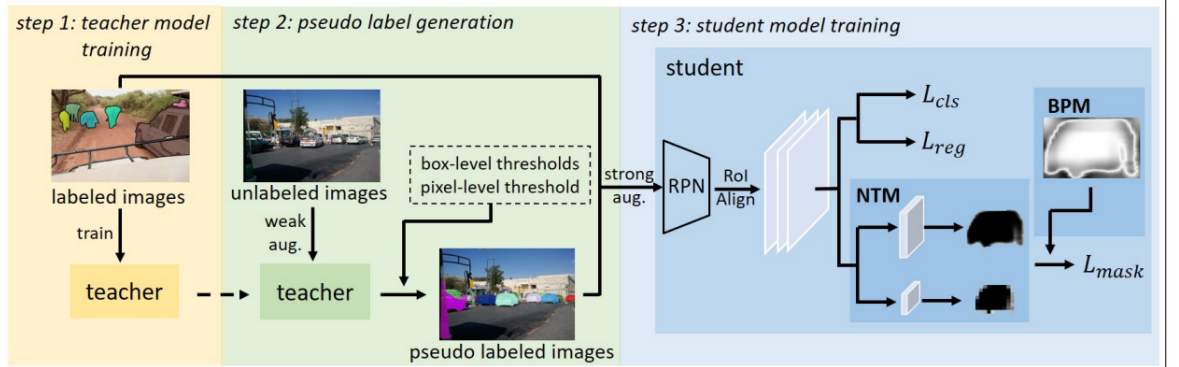 step 1: teacher model
training
labeled images
train
teacher
step 2: pseudo label generation
unlabeled images
weak
aug.
teacher
box-level thresholds
pixel-level threshold
pseudo labeled images
strong
aug.
step 3: student model training
student
RPN
RoI
Align
L_cls
L_reg
NTM
BPM
L_mask